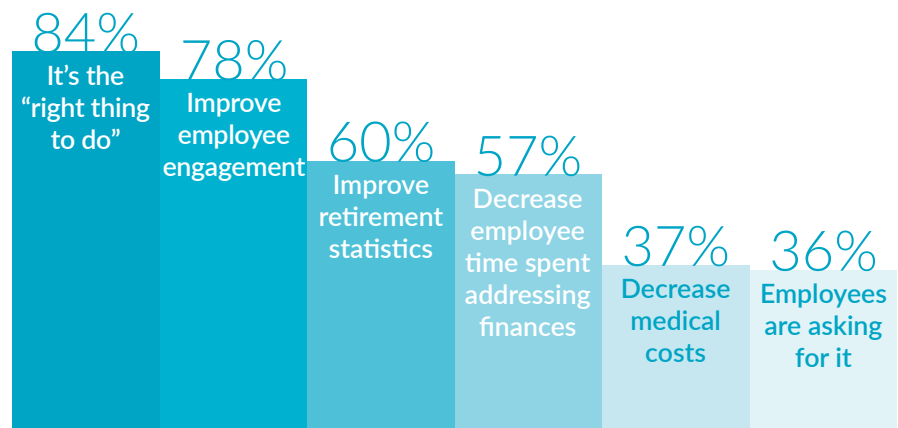 84%
It’s the
“right thing
to do”
78%
Improve
employee
engagement
60%
Improve
retirement
statistics
57%
Decrease
employee
time spent
addressing
finances
37%
Decrease
medical
costs
36%
Employees
are asking
for it